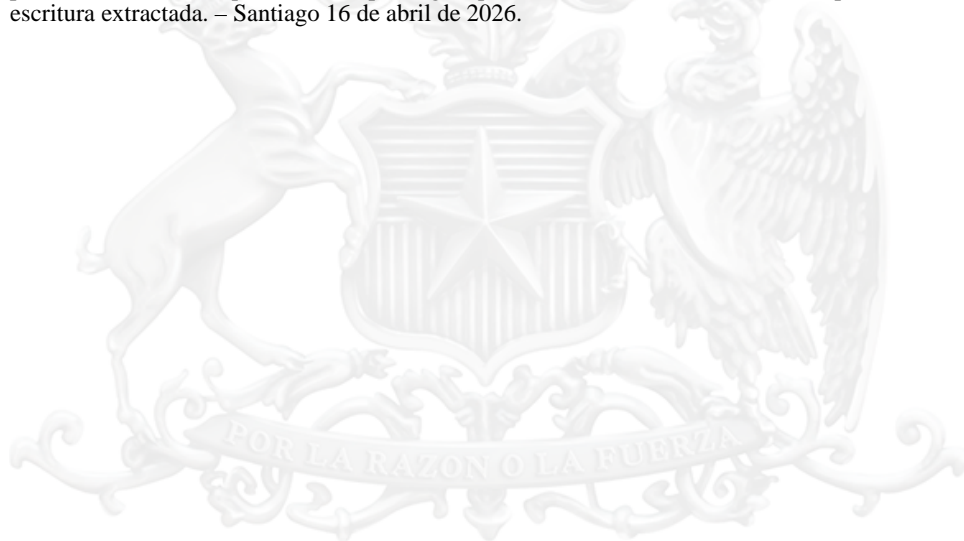 escritura extractada. – Santiago 16 de abril de 2026.
POR LA RAZON O LA FUERZA